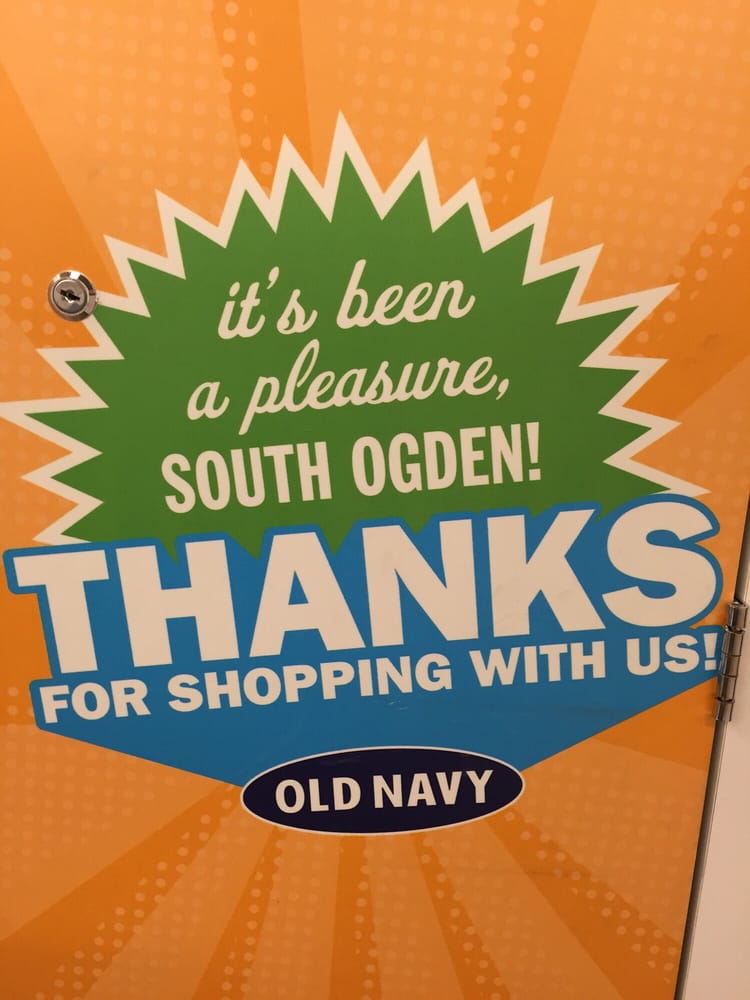 it's been
a pleasure,
SOUTH OGDEN!
THANKS
FOR SHOPPING WITH US!
OLD NAVY